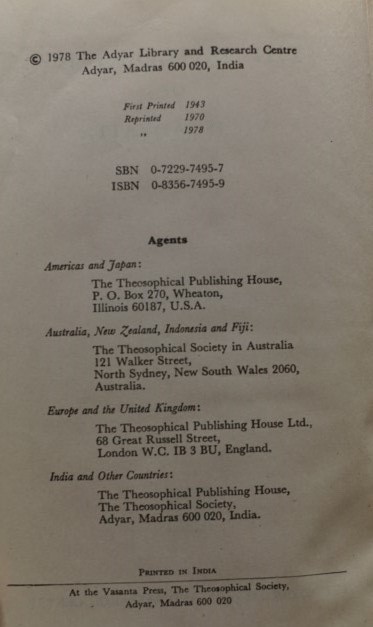 © 1978 The Adyar Library and Research Centre
Adyar, Madras 600 020, India
First Printed 1943
Reprinted 1970
„ 1978
SBN 0-7229-7495-7
ISBN 0-8356-7495-9
Agents
Americas and Japan:
The Theosophical Publishing House,
P. O. Box 270, Wheaton,
Illinois 60187, U.S.A.
Australia, New Zealand, Indonesia and Fiji:
The Theosophical Society in Australia
121 Walker Street,
North Sydney, New South Wales 2060,
Australia.
Europe and the United Kingdom:
The Theosophical Publishing House Ltd.,
68 Great Russell Street,
London W.C. IB 3 BU, England.
India and Other Countries:
The Theosophical Publishing House,
The Theosophical Society,
Adyar, Madras 600 020, India.
PRINTED IN INDIA
At the Vasanta Press, The Theosophical Society,
Adyar, Madras 600 020